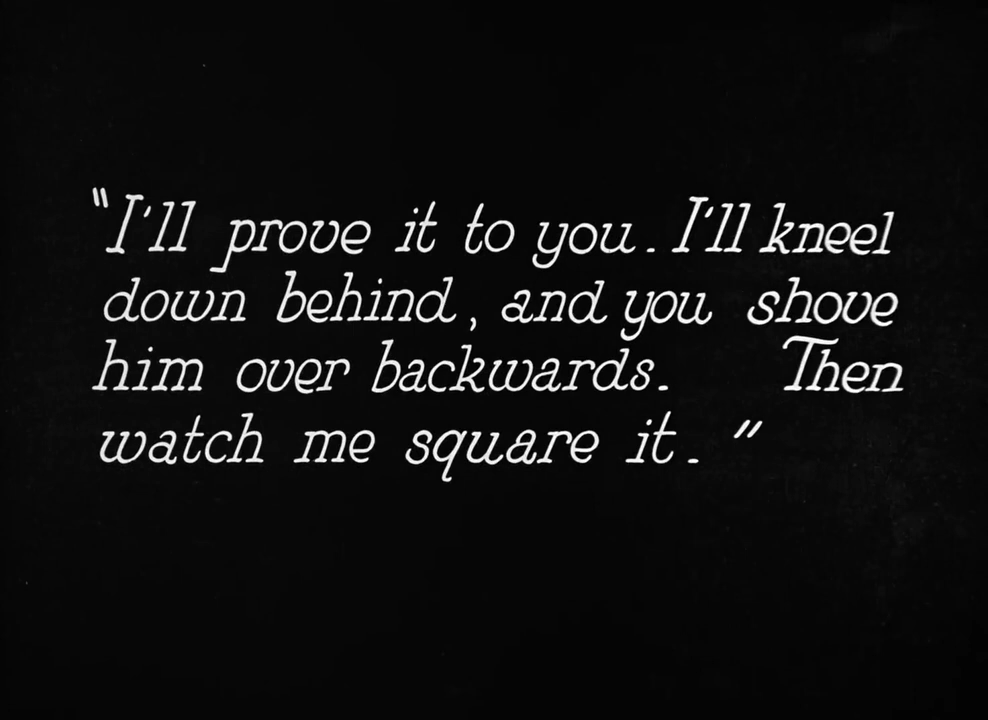 "I'll prove it to you. I'll kneel
down behind, and you shove
him over backwards. Then
watch me square it."